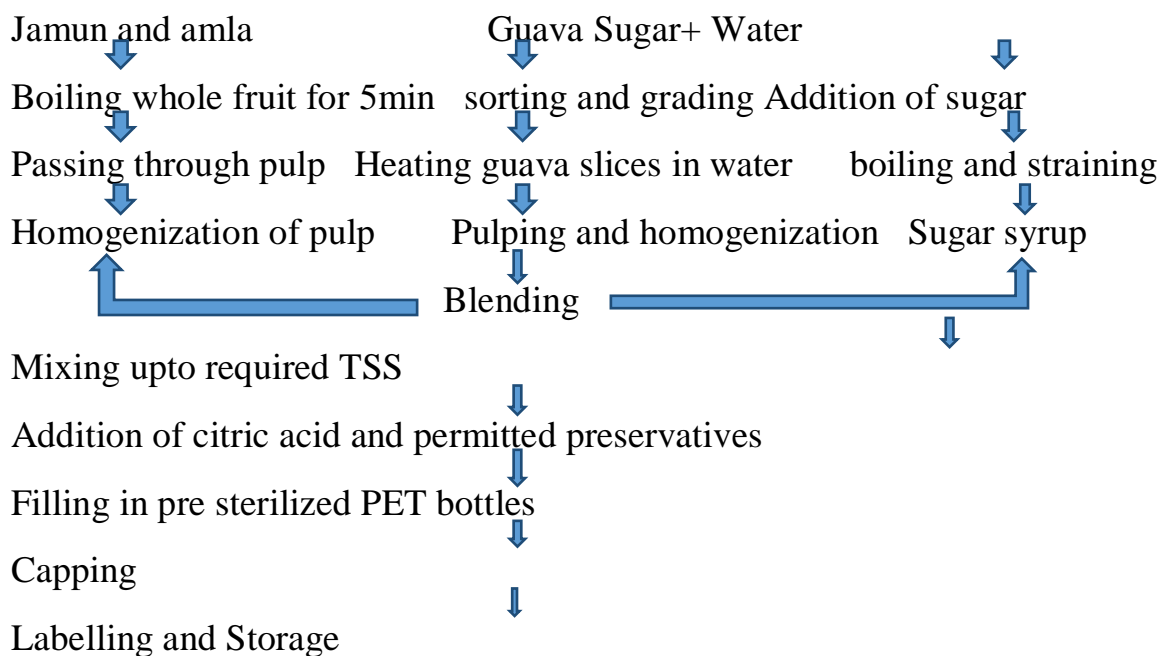 Jamun and amla Guava Sugar+ Water
Boiling whole fruit for 5min sorting and grading Addition of sugar
Passing through pulp Heating guava slices in water boiling and straining
Homogenization of pulp Pulping and homogenization Sugar syrup
Blending
Mixing upto required TSS
Addition of citric acid and permitted preservatives
Filling in pre sterilized PET bottles
Capping
Labelling and Storage